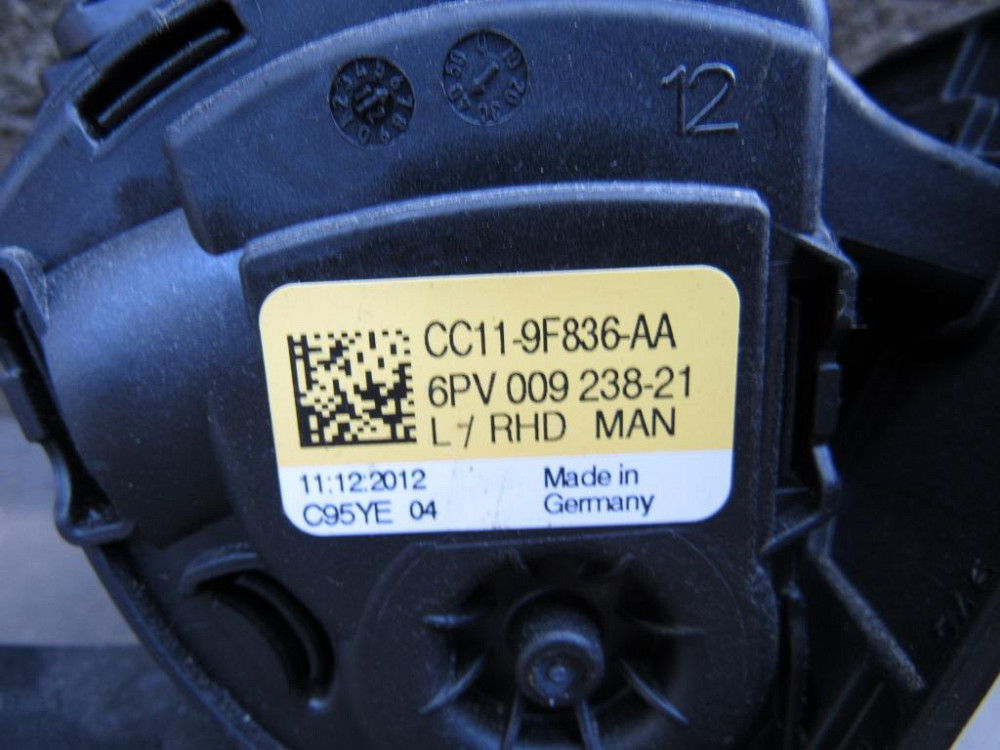 12
CC11-9F836-AA
6PV 009 238-21
L-/ RHD MAN
11:12:2012
C95YE 04
Made in
Germany